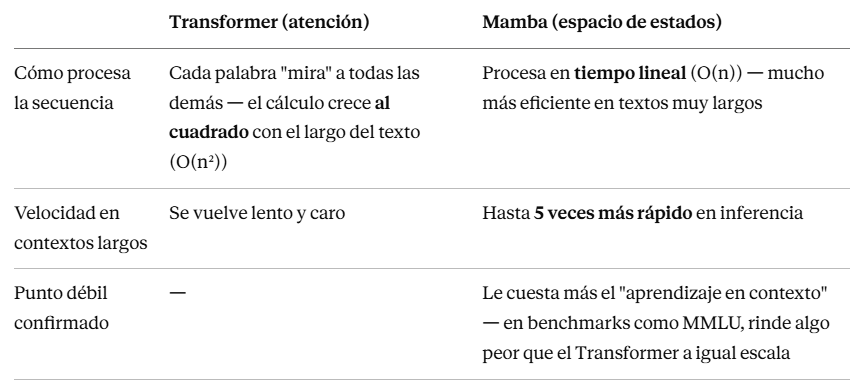 Transformer (atención) Mamba (espacio de estados)
Cómo procesa la secuencia
Cada palabra "mira" a todas las
demás — el cálculo crece al
cuadrado con el largo del texto
(O(n²))
Procesa en tiempo lineal (O(n)) — mucho
más eficiente en textos muy largos
Velocidad en
contextos largos
Se vuelve lento y caro
Hasta 5 veces más rápido en inferencia
Punto débil
confirmado
—
Le cuesta más el "aprendizaje en contexto"
— en benchmarks como MMLU, rinde algo
peor que el Transformer a igual escala